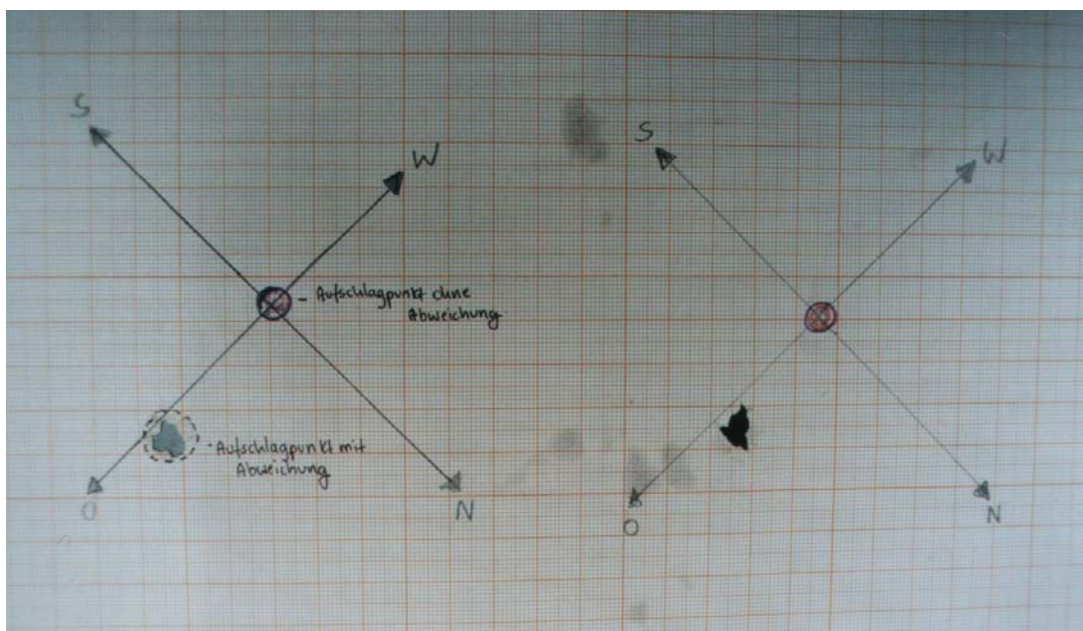 S
W
- Aufschlagpunkt ohne
Abweichung
- Aufschlagpunkt mit
Abweichung
O
N
S
W
O
N